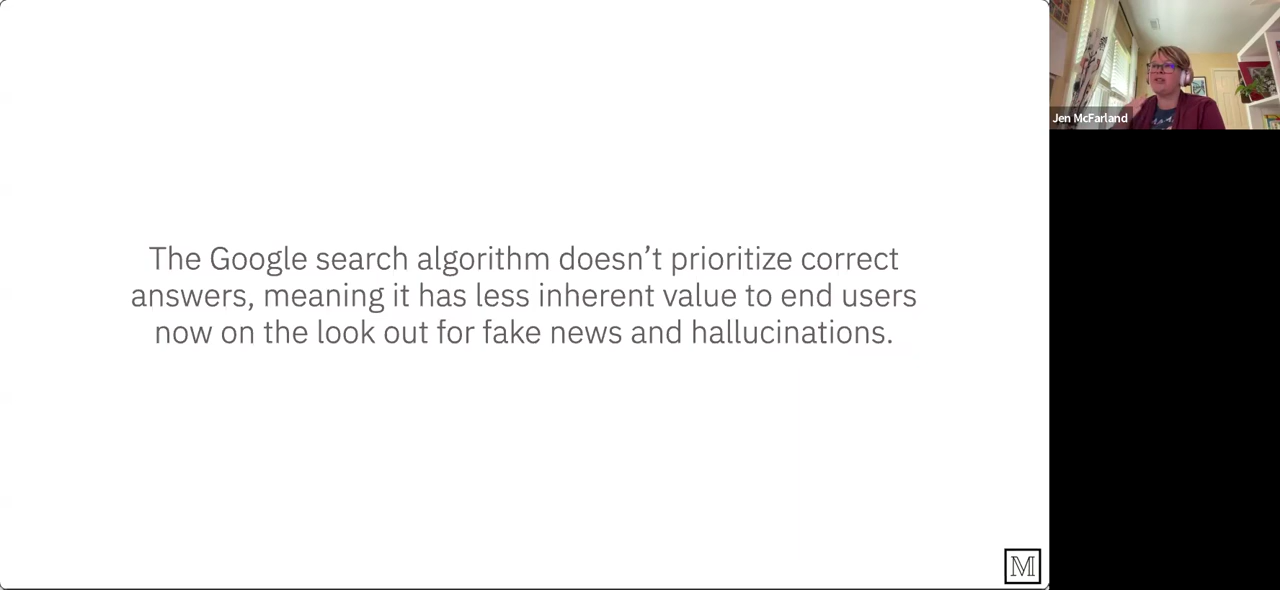 The Google search algorithm doesn’t prioritize correct
answers, meaning it has less inherent value to end users
now on the look out for fake news and hallucinations.
Jen McFarland
M